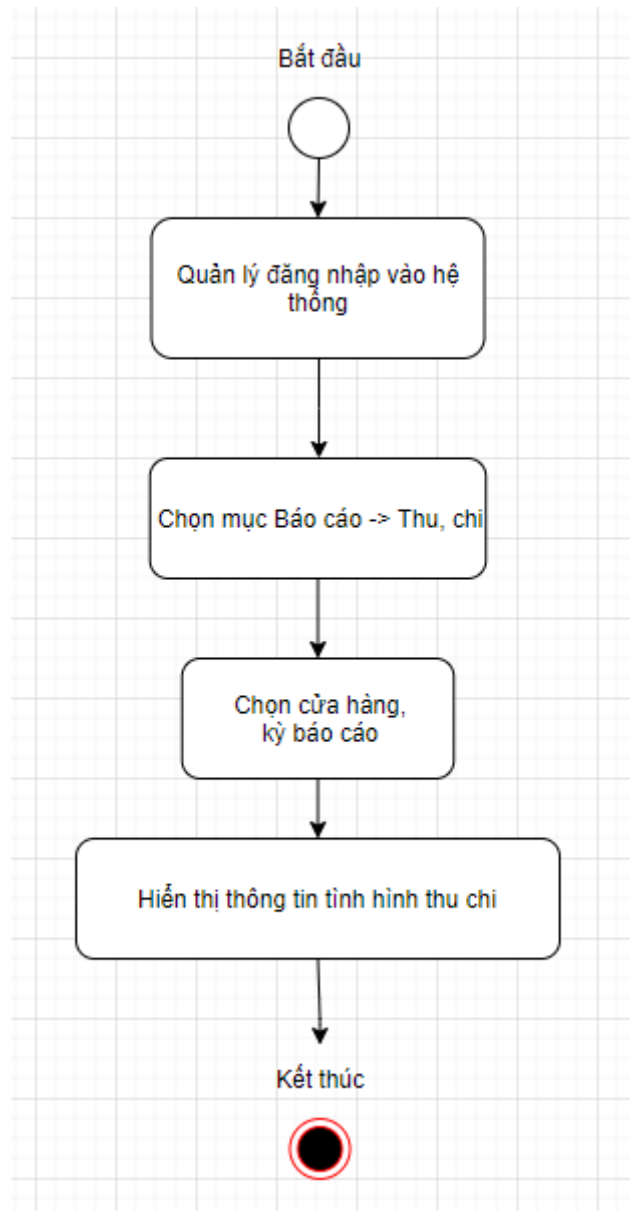 Bắt đầu
Quản lý đăng nhập vào hệ
thống
Chọn mục Báo cáo -> Thu, chi
Chọn cửa hàng,
kỳ báo cáo
Hiển thị thông tin tình hình thu chi
Kết thúc